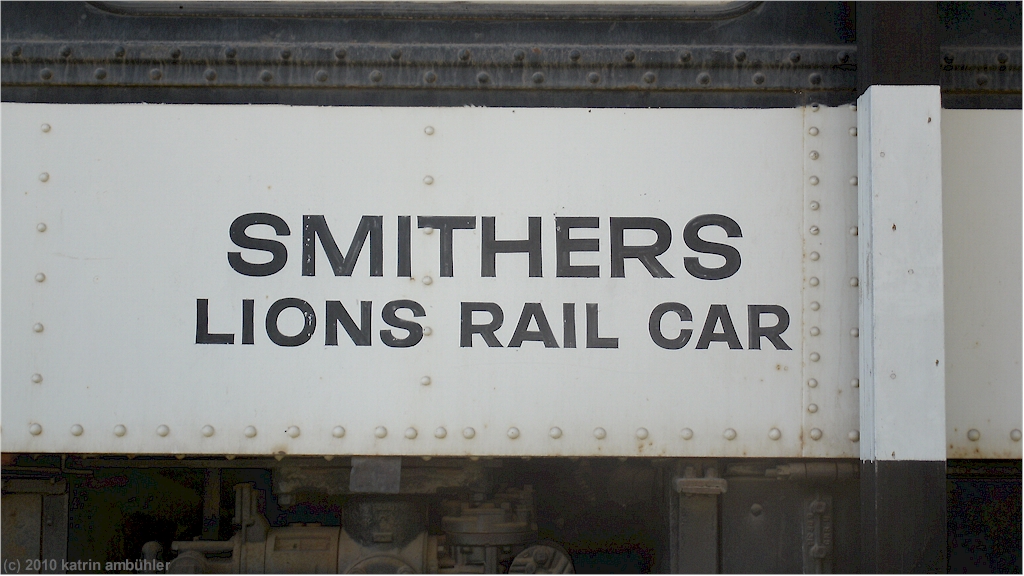 SMITHERS
LIONS RAIL CAR
(c) 2010 katrin ambühler